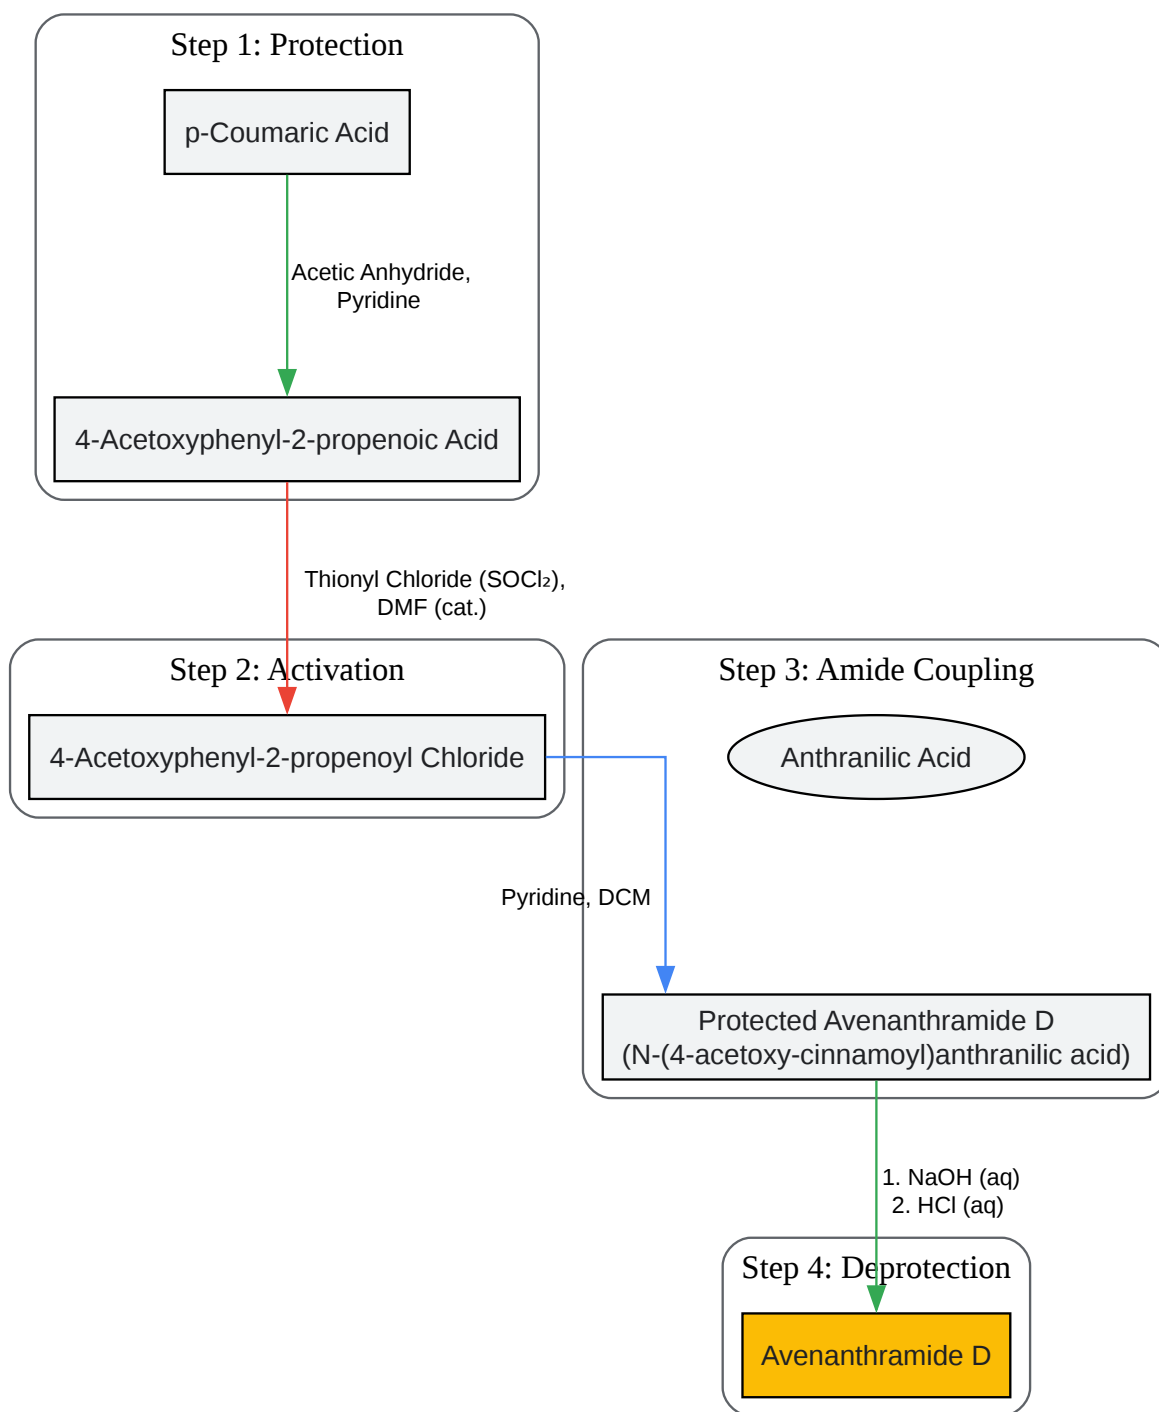 Step 1: Protection
p-Coumaric Acid
Acetic Anhydride,
Pyridine
4-Acetoxyphenyl-2-propenoic Acid
Thionyl Chloride (SOCl₂),
DMF (cat.)
Step 2: Activation
4-Acetoxyphenyl-2-propenoyl Chloride
Step 3: Amide Coupling
Anthranilic Acid
Pyridine, DCM
Protected Avenanthramide D
(N-(4-acetoxy-cinnamoyl)anthranilic acid)
1. NaOH (aq)
2. HCl (aq)
Step 4: Deprotection
Avenanthramide D